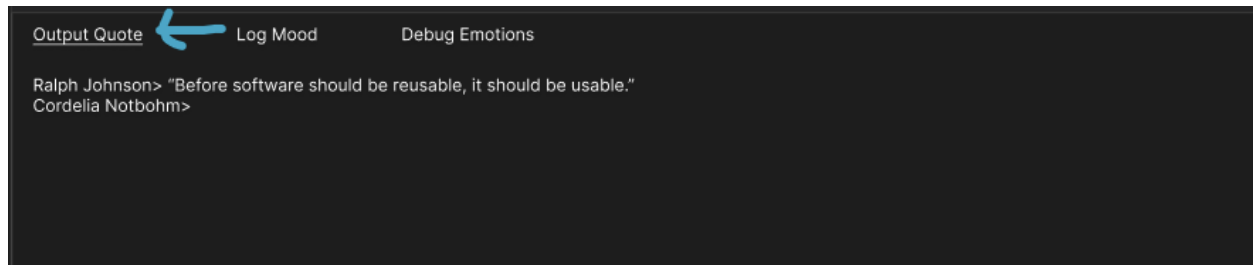 Output Quote Log Mood Debug Emotions
Ralph Johnson> “Before software should be reusable, it should be usable.”
Cordelia Notbohm>